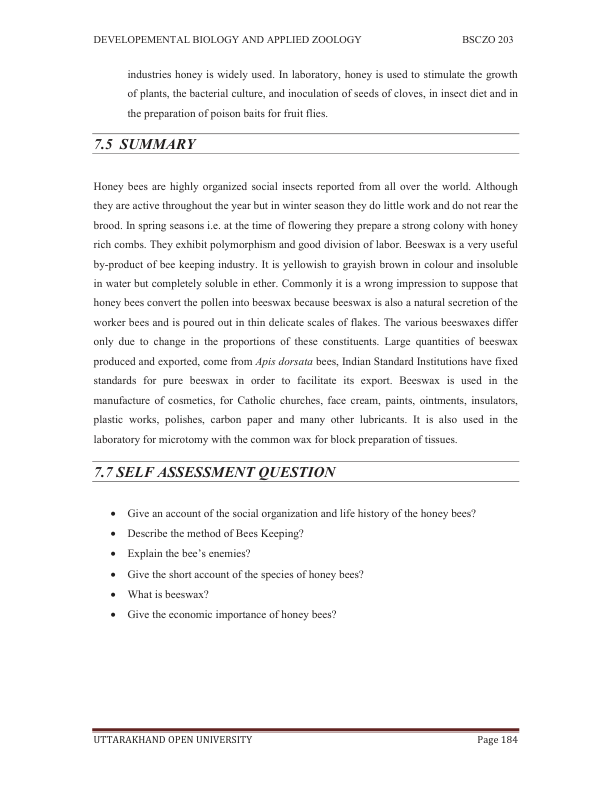 DEVELOPEMENTAL BIOLOGY AND APPLIED ZOOLOGY BSCZO 203
industries honey is widely used. In laboratory, honey is used to stimulate the growth
of plants, the bacterial culture, and inoculation of seeds of cloves, in insect diet and in
the preparation of poison baits for fruit flies.
7.5 SUMMARY
Honey bees are highly organized social insects reported from all over the world. Although
they are active throughout the year but in winter season they do little work and do not rear the
brood. In spring seasons i.e. at the time of flowering they prepare a strong colony with honey
rich combs. They exhibit polymorphism and good division of labor. Beeswax is a very useful
by-product of bee keeping industry. It is yellowish to grayish brown in colour and insoluble
in water but completely soluble in ether. Commonly it is a wrong impression to suppose that
honey bees convert the pollen into beeswax because beeswax is also a natural secretion of the
worker bees and is poured out in thin delicate scales of flakes. The various beeswaxes differ
only due to change in the proportions of these constituents. Large quantities of beeswax
produced and exported, come from Apis dorsata bees, Indian Standard Institutions have fixed
standards for pure beeswax in order to facilitate its export. Beeswax is used in the
manufacture of cosmetics, for Catholic churches, face cream, paints, ointments, insulators,
plastic works, polishes, carbon paper and many other lubricants. It is also used in the
laboratory for microtomy with the common wax for block preparation of tissues.
7.7 SELF ASSESSMENT QUESTION
• Give an account of the social organization and life history of the honey bees?
• Describe the method of Bees Keeping?
• Explain the bee’s enemies?
• Give the short account of the species of honey bees?
• What is beeswax?
• Give the economic importance of honey bees?
UTTARAKHAND OPEN UNIVERSITY Page 184